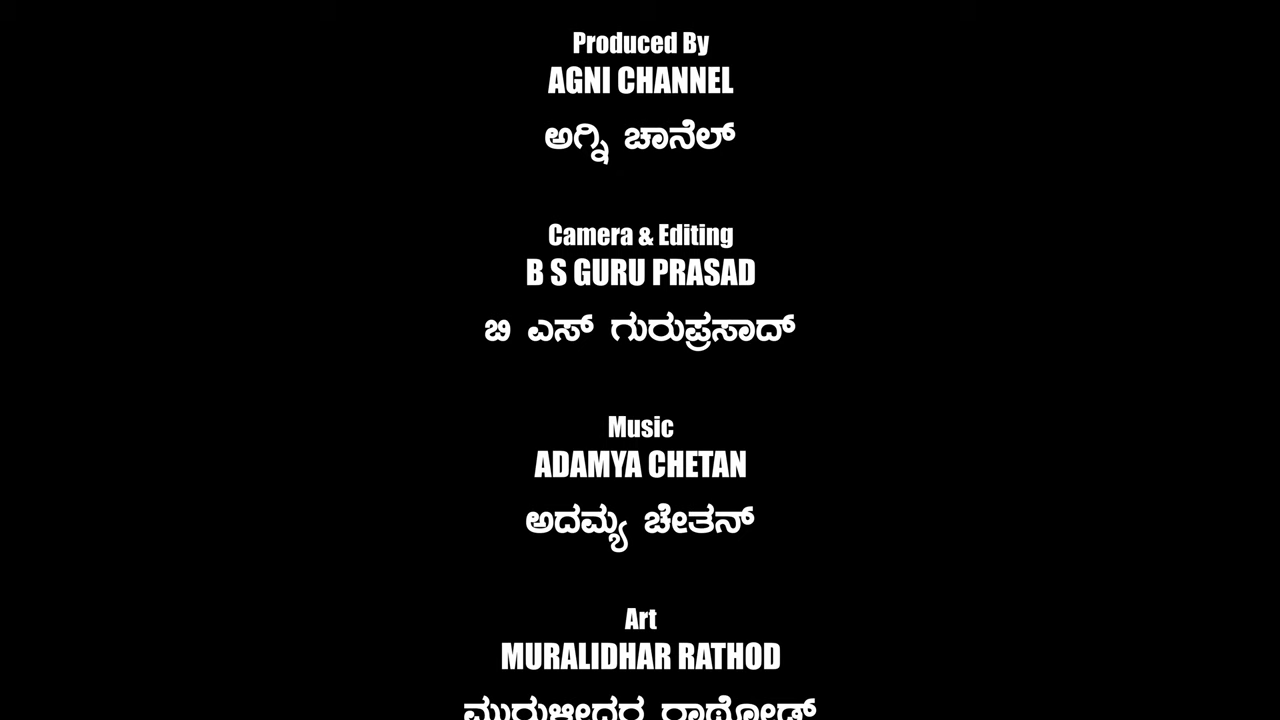 Produced By
AGNI CHANNEL
ಅಗ್ನಿ ಚಾನೆಲ್
Camera & Editing
B S GURU PRASAD
ಬಿ ಎಸ್ ಗುರುಪ್ರಸಾದ್
Music
ADAMYA CHETAN
ಅದಮ್ಯ ಚೇತನ್
Art
MURALIDHAR RATHOD
ಮುರುಳೀಧರ ರಾಥೋಡ್